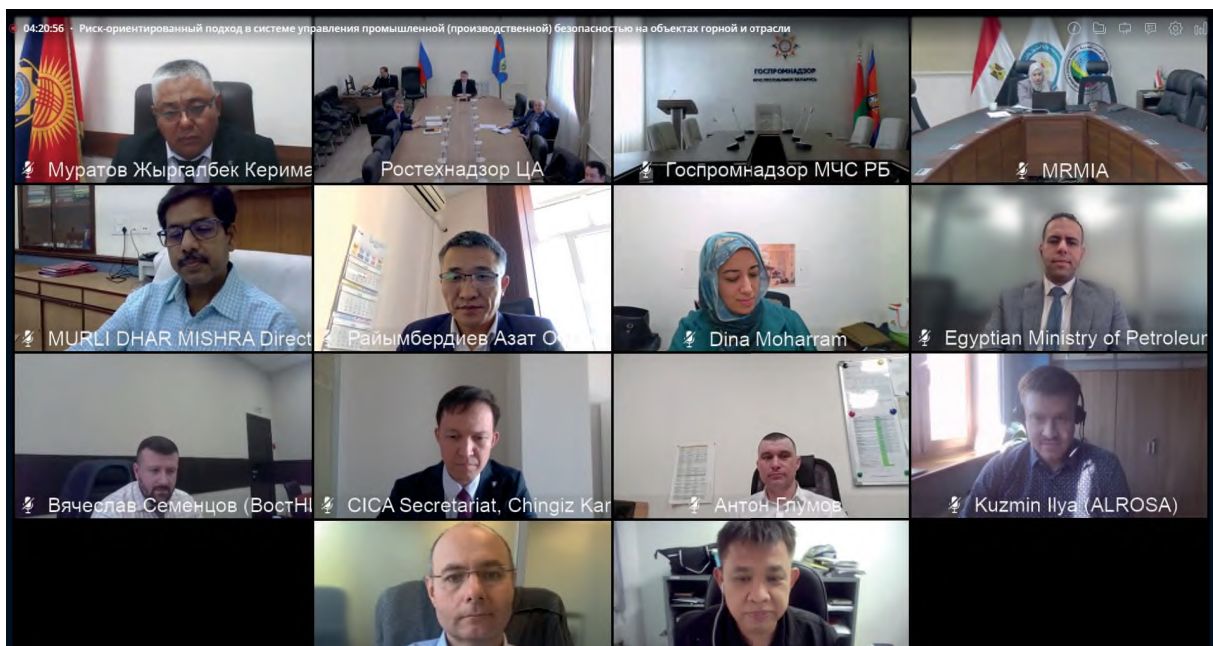 04:20:56 · Риск-ориентированный подход в системе управления промышленной (производственной) безопасностью на объектах горной и отрасли
ГОСПРОМНАДЗОР
Муратов Жыргалбек Керима
Ростехнадзор ЦА
Госпромнадзор МЧС РБ
MRMIA
MURLI DHAR MISHRA Direct
Райымбердиев Азат О
Dina Moharram
Egyptian Ministry of Petroleur
Вячеслав Семенцов (ВостНІ
CICA Secretariat, Chingiz Kar
Антон Глумов
Kuzmin Ilya (ALROSA)